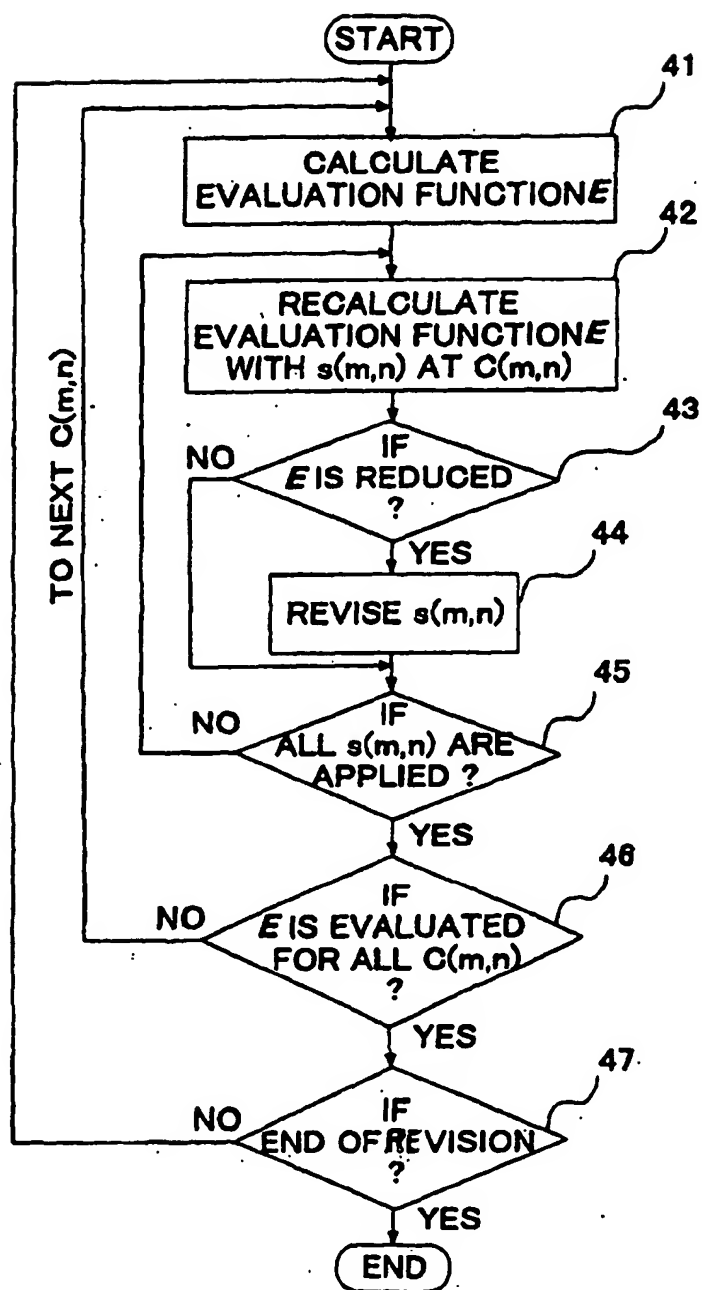 START
41
CALCULATE
EVALUATION FUNCTION E
42
RECALCULATE
EVALUATION FUNCTION E
WITH s(m,n) AT C(m,n)
43
IF
E IS REDUCED
?
NO
YES
44
REVISE s(m,n)
45
IF
ALL s(m,n) ARE
APPLIED ?
NO
YES
46
IF
E IS EVALUATED
FOR ALL C(m,n)
?
NO
TO NEXT C(m,n)
YES
47
IF
END OF REVISION
?
NO
YES
END